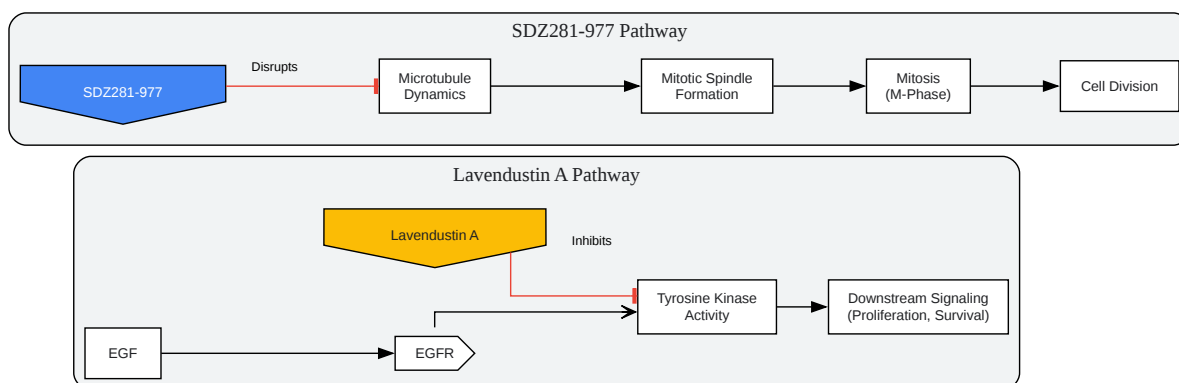 SDZ281-977 Pathway
SDZ281-977
Disrupts
Microtubule
Dynamics
Mitotic Spindle
Formation
Mitosis
(M-Phase)
Cell Division
Lavendustin A Pathway
Lavendustin A
Inhibits
Tyrosine Kinase
Activity
Downstream Signaling
(Proliferation, Survival)
EGF
EGFR